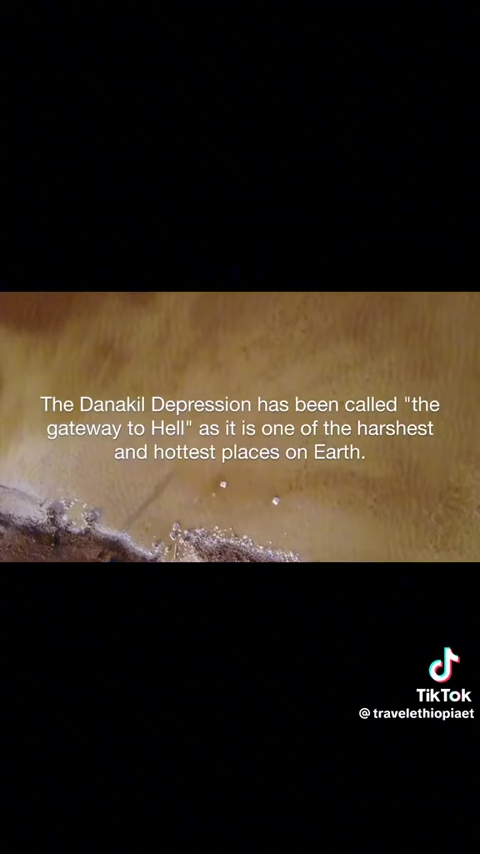 The Danakil Depression has been called "the
gateway to Hell" as it is one of the harshest
and hottest places on Earth.
TikTok
@travelethiopiaet